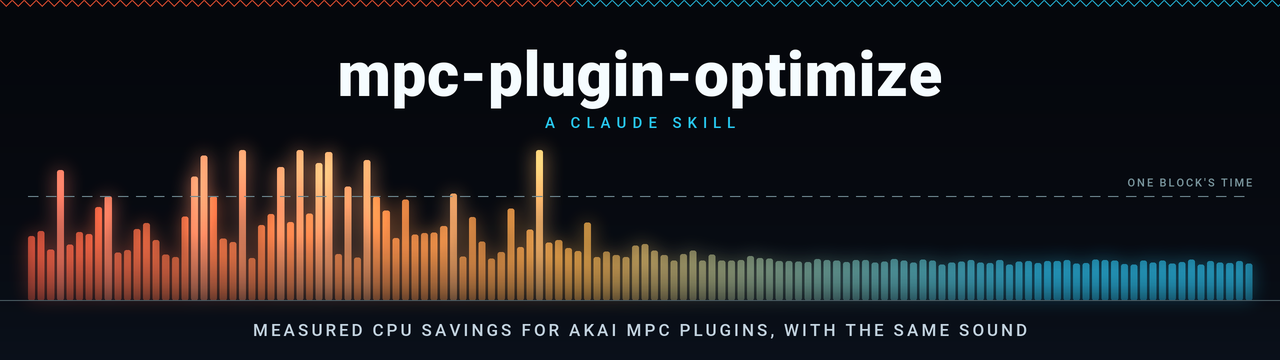 mpc-plugin-optimize
A CLAUDE SKILL
ONE BLOCK'S TIME
MEASURED CPU SAVINGS FOR AKAI MPC PLUGINS, WITH THE SAME SOUND